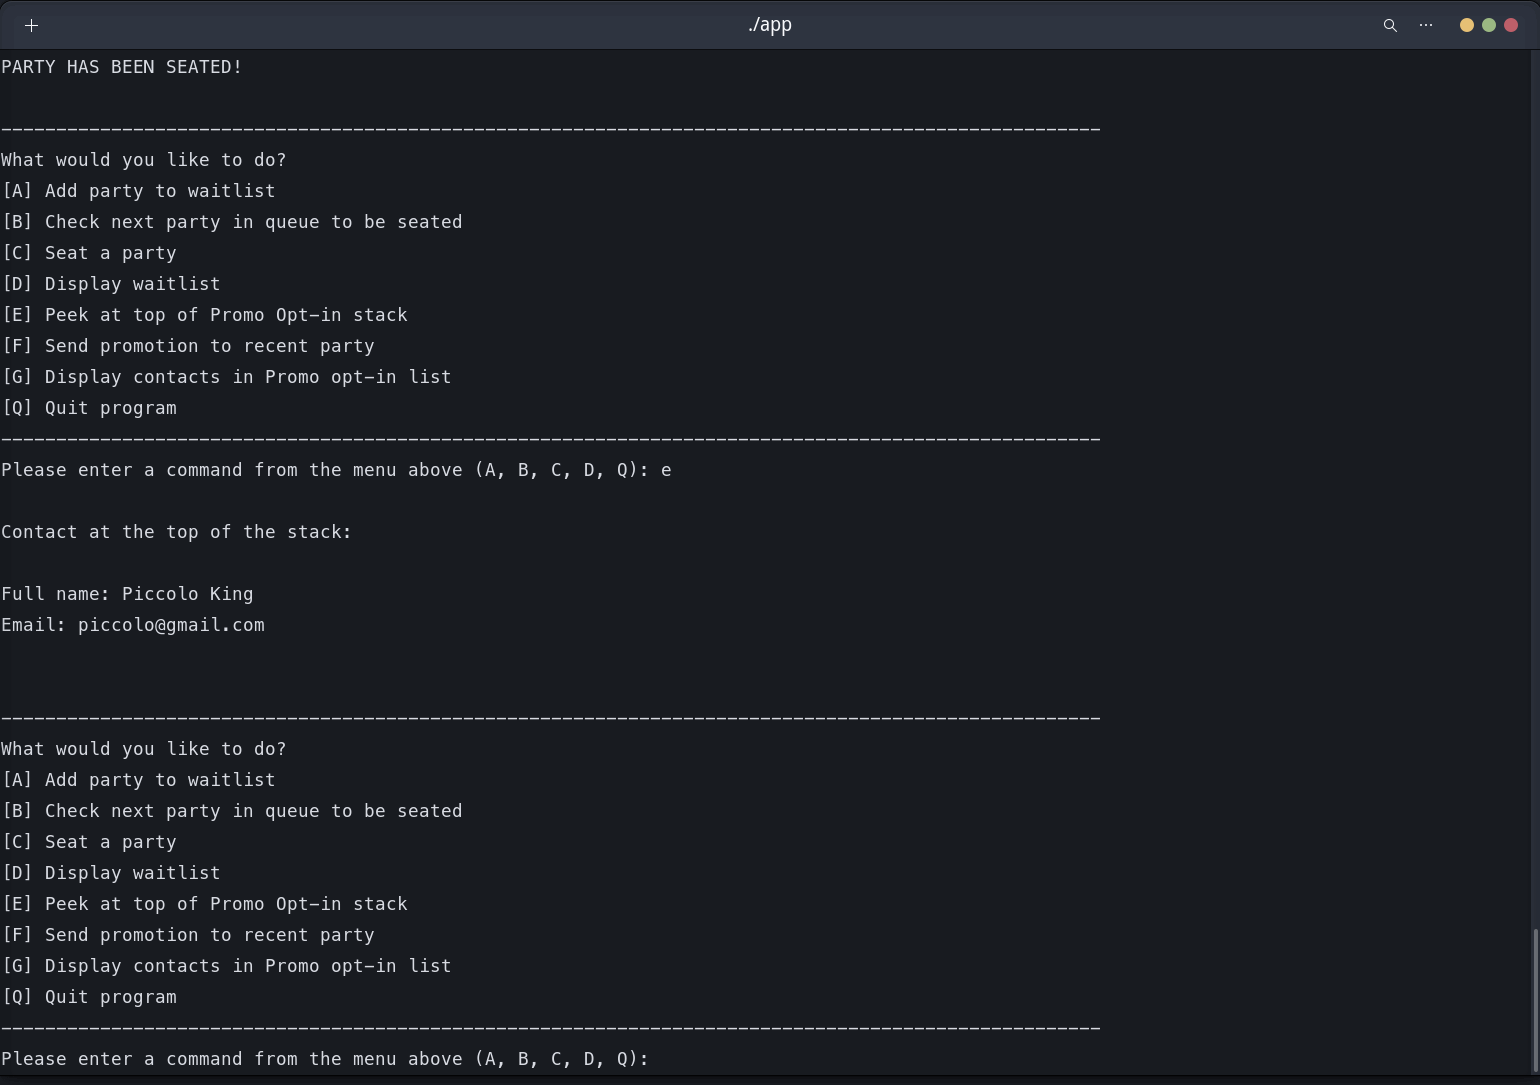 ./app
PARTY HAS BEEN SEATED!
----------------------------------------------------------------------------------------------------
What would you like to do?
[A] Add party to waitlist
[B] Check next party in queue to be seated
[C] Seat a party
[D] Display waitlist
[E] Peek at top of Promo Opt-in stack
[F] Send promotion to recent party
[G] Display contacts in Promo opt-in list
[Q] Quit program
----------------------------------------------------------------------------------------------------
Please enter a command from the menu above (A, B, C, D, Q): e
Contact at the top of the stack:
Full name: Piccolo King
Email: piccolo@gmail.com
----------------------------------------------------------------------------------------------------
What would you like to do?
[A] Add party to waitlist
[B] Check next party in queue to be seated
[C] Seat a party
[D] Display waitlist
[E] Peek at top of Promo Opt-in stack
[F] Send promotion to recent party
[G] Display contacts in Promo opt-in list
[Q] Quit program
----------------------------------------------------------------------------------------------------
Please enter a command from the menu above (A, B, C, D, Q):